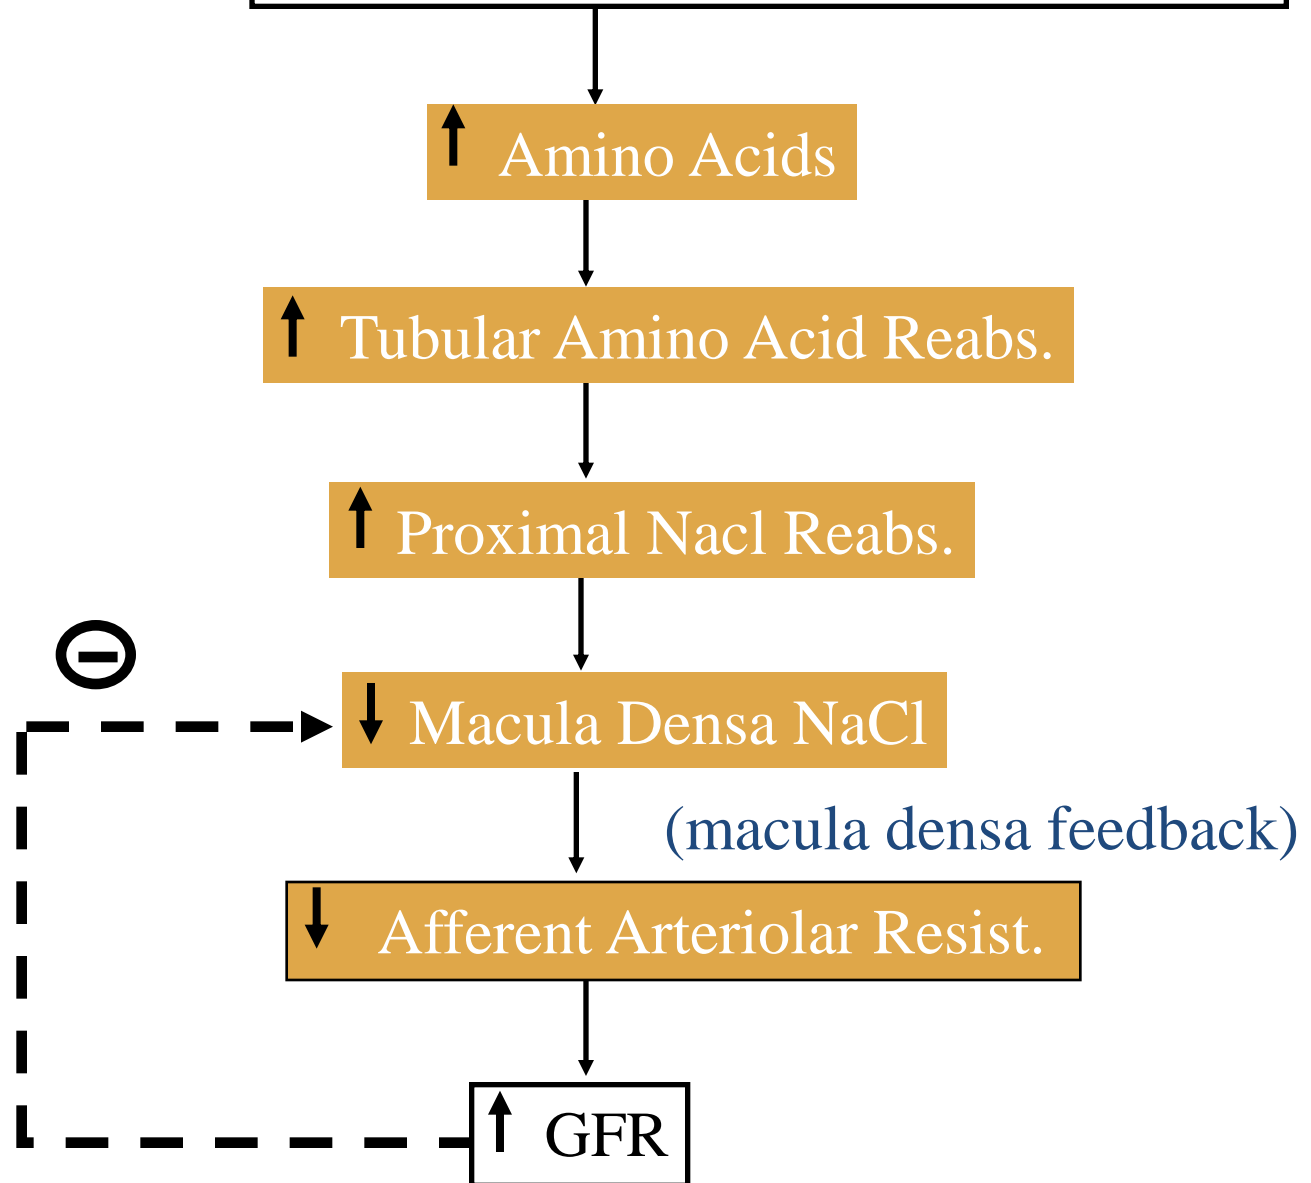 ↑ Amino Acids
↑ Tubular Amino Acid Reabs.
↑ Proximal Nacl Reabs.
↓ Macula Densa NaCl
(macula densa feedback)
↓ Afferent Arteriolar Resist.
↑ GFR